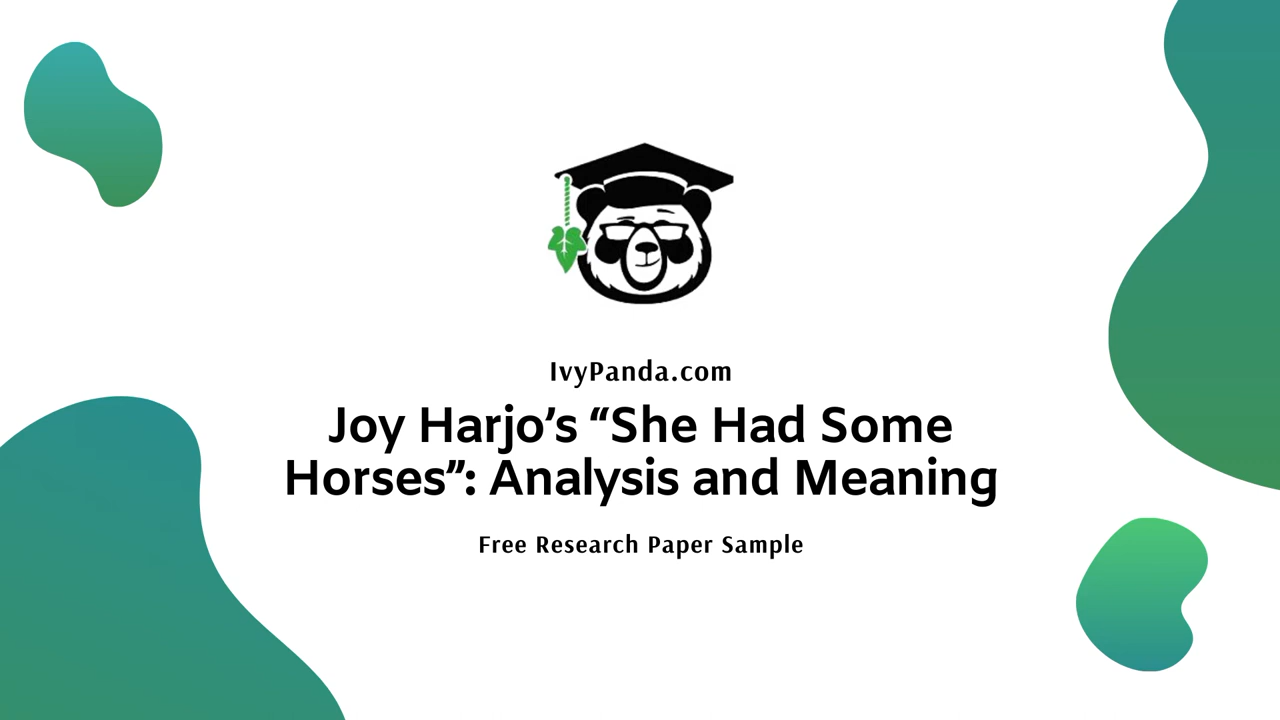 IvyPanda.com
Joy Harjo’s “She Had Some
Horses”: Analysis and Meaning
Free Research Paper Sample